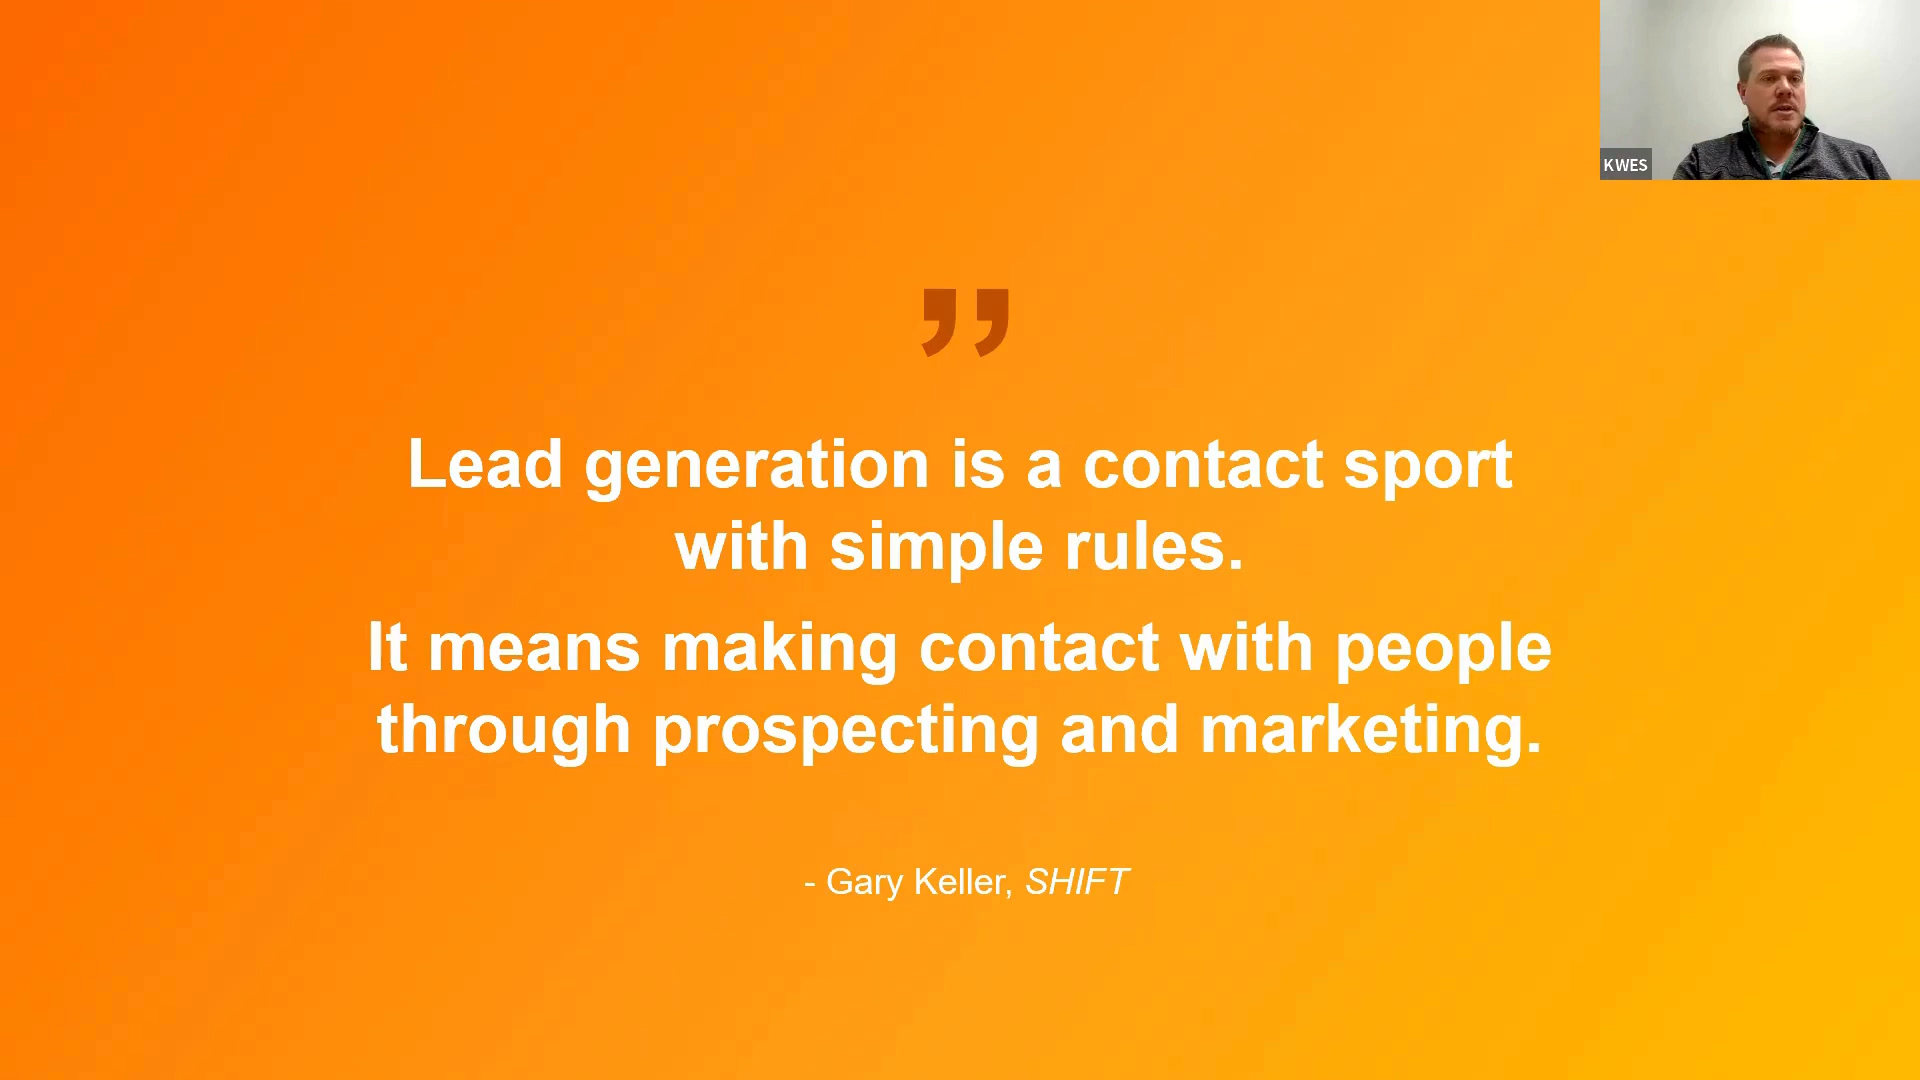 KWES
”
Lead generation is a contact sport
with simple rules.
It means making contact with people
through prospecting and marketing.
- Gary Keller, SHIFT